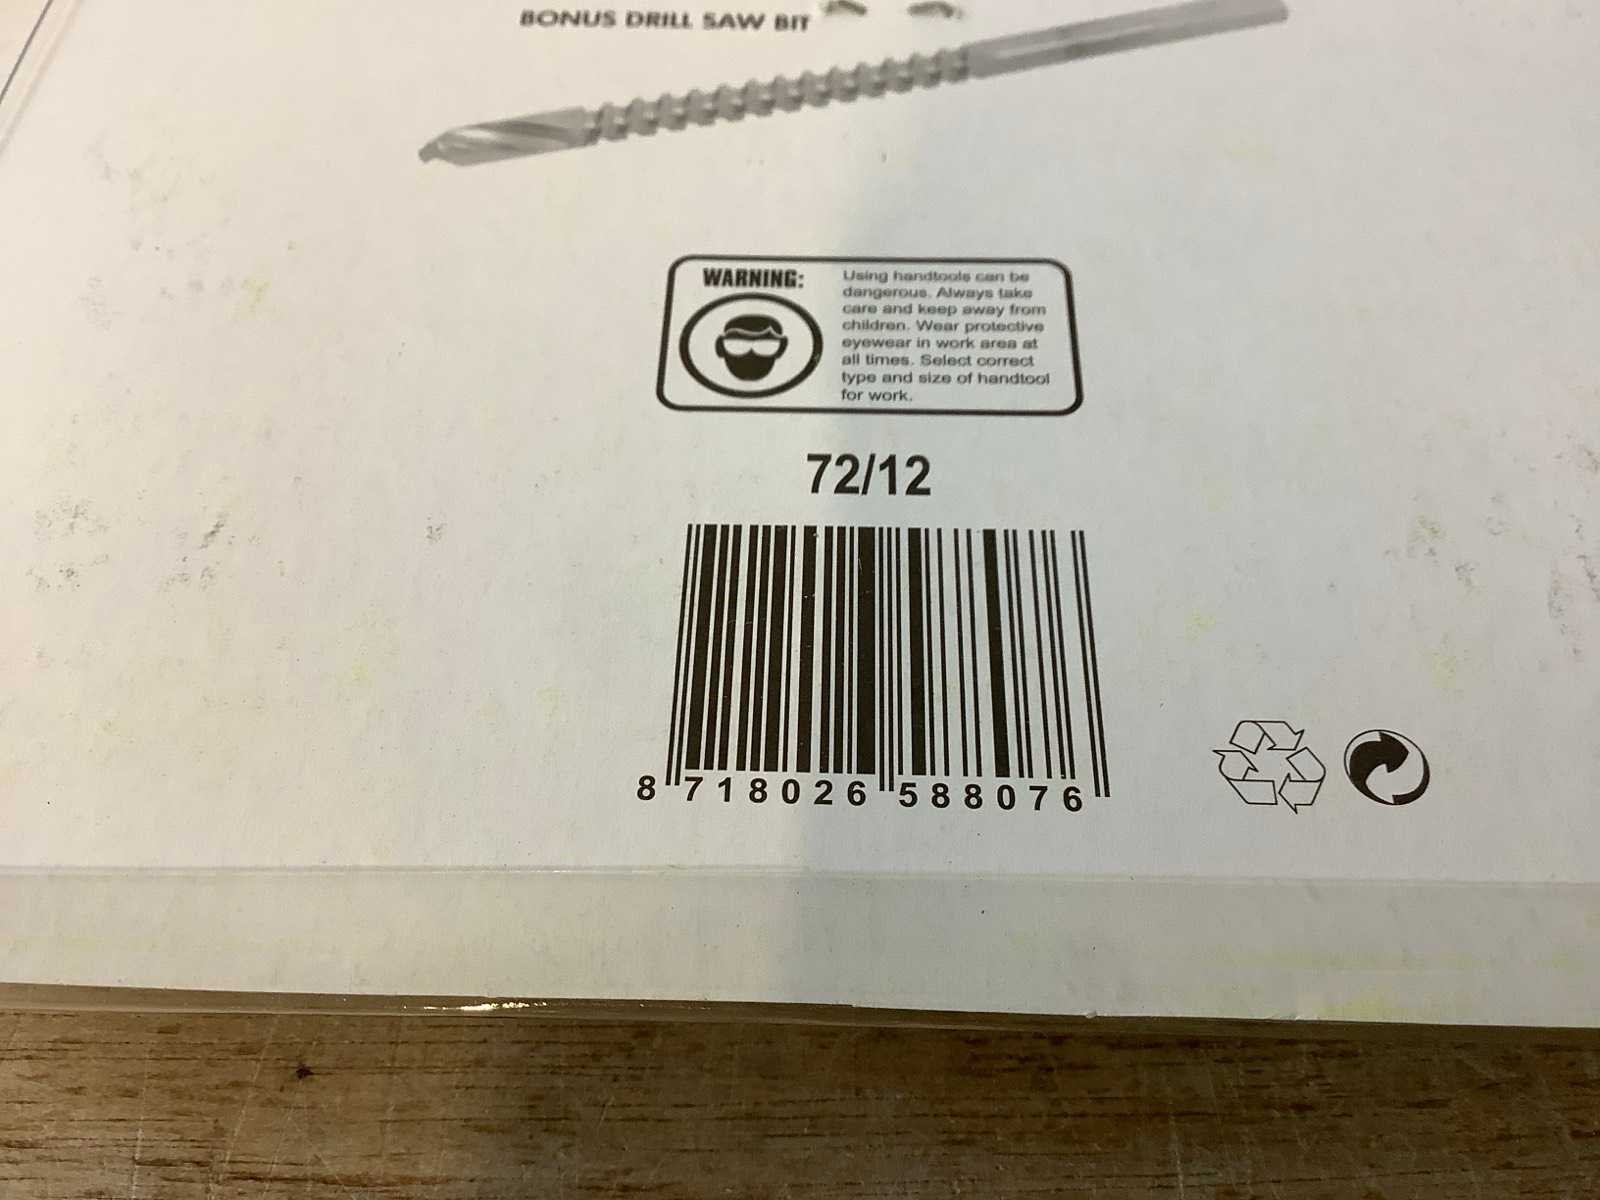 BONUS DRILL SAW BIT
WARNING:
Using handtools can be
dangerous. Always take
care and keep away from
children. Wear protective
eyewear in work area at
all times. Select correct
type and size of handtool
for work.
72/12
8 718026 588076